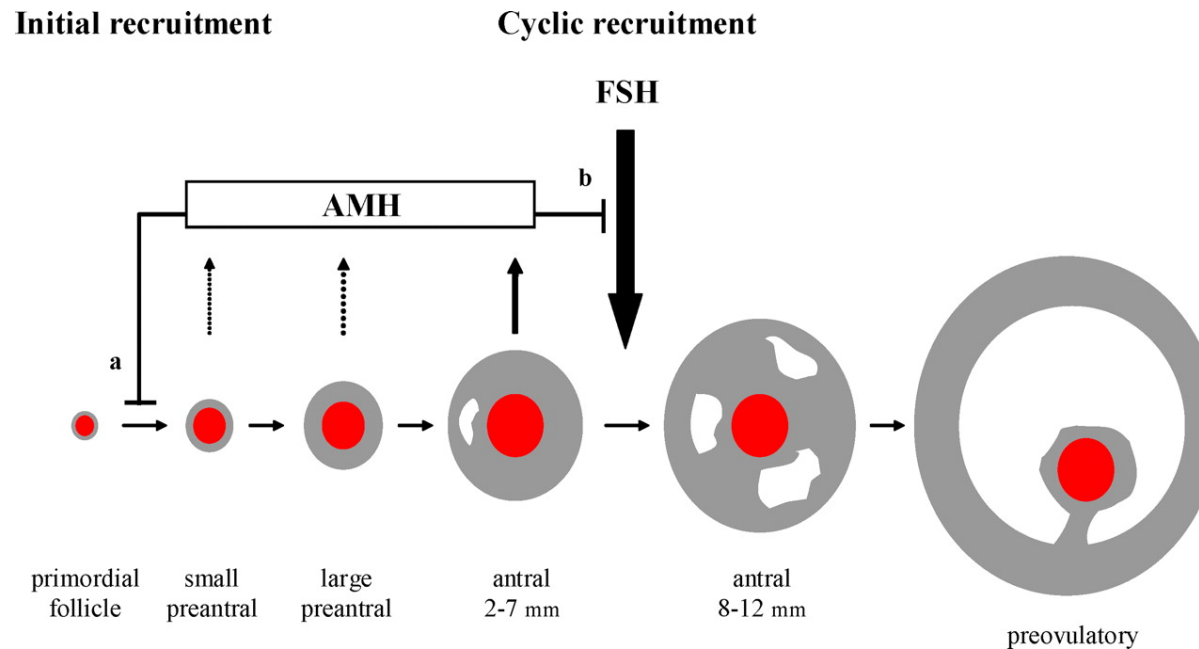 Initial recruitment
Cyclic recruitment
FSH
b
AMH
a
primordial
follicle
small
preantral
large
preantral
antral
2-7 mm
antral
8-12 mm
preovulatory